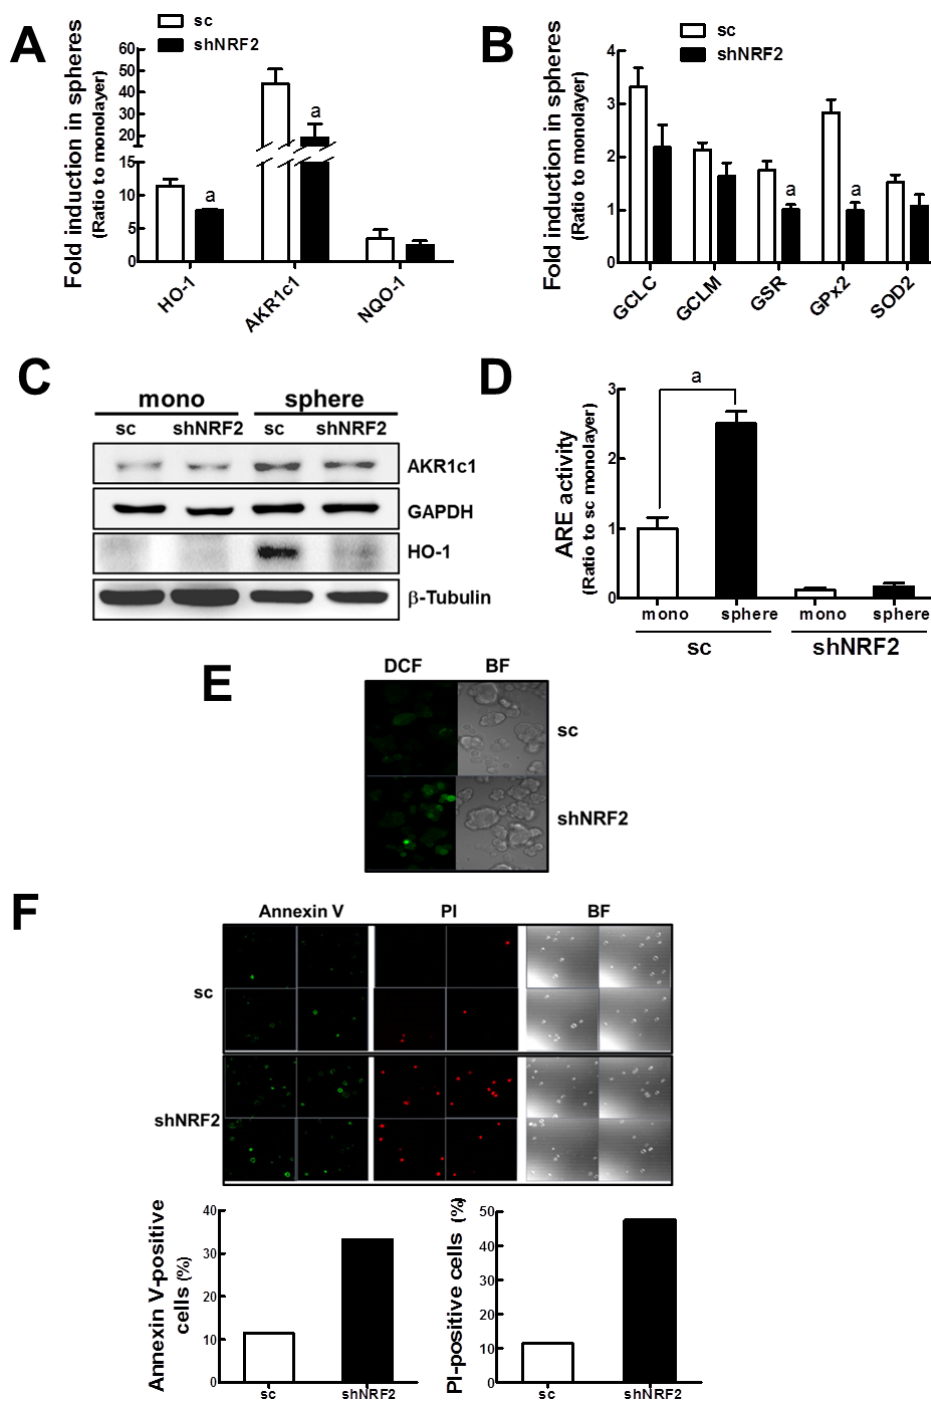 A
sc
shNRF2
Fold induction in spheres
(Ratio to monolayer)
60
50
40
30
20
10
15
10
5
0
a
a
HO-1
AKR1c1
NQO-1
B
sc
shNRF2
Fold induction in spheres
(Ratio to monolayer)
4
3
2
1
0
a
a
GCLC
GCLM
GSR
GPx2
SOD2
C
mono
sphere
sc
shNRF2
sc
shNRF2
AKR1c1
GAPDH
HO-1
β-Tubulin
D
ARE activity
(Ratio to sc monolayer)
3
2
1
0
a
mono
sphere
mono
sphere
sc
shNRF2
E
DCF
BF
sc
shNRF2
F
Annexin V
PI
BF
sc
shNRF2
Annexin V-positive
cells (%)
40
30
20
10
0
sc
shNRF2
PI-positive cells (%)
50
40
30
20
10
0
sc
shNRF2